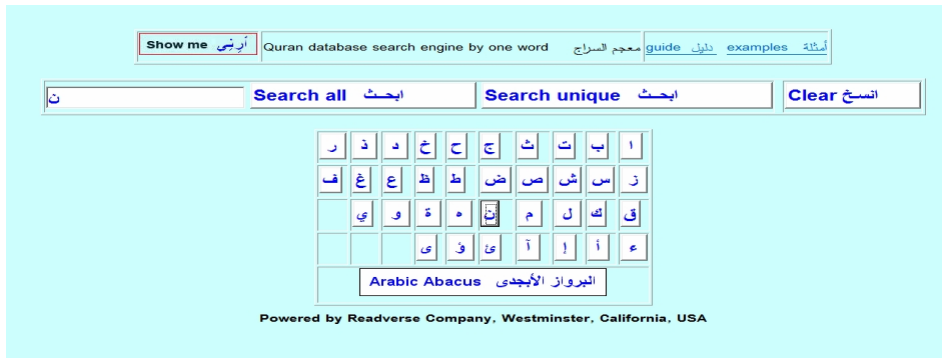 Show me أرِنِي Quran database search engine by one word معجم السراج guide دليل examples أمثلة
ن Search all ابحث Search unique ابحث Clear انسخ
ا ب ت ث ج ح خ د ذ ر
ز س ش ص ض ط ظ ع غ ف
ق ك ل م ن ه ة و ي
ء أ إ آ ئ ؤ ى
Arabic Abacus البرواز الأبجدى
Powered by Readverse Company, Westminster, California, USA